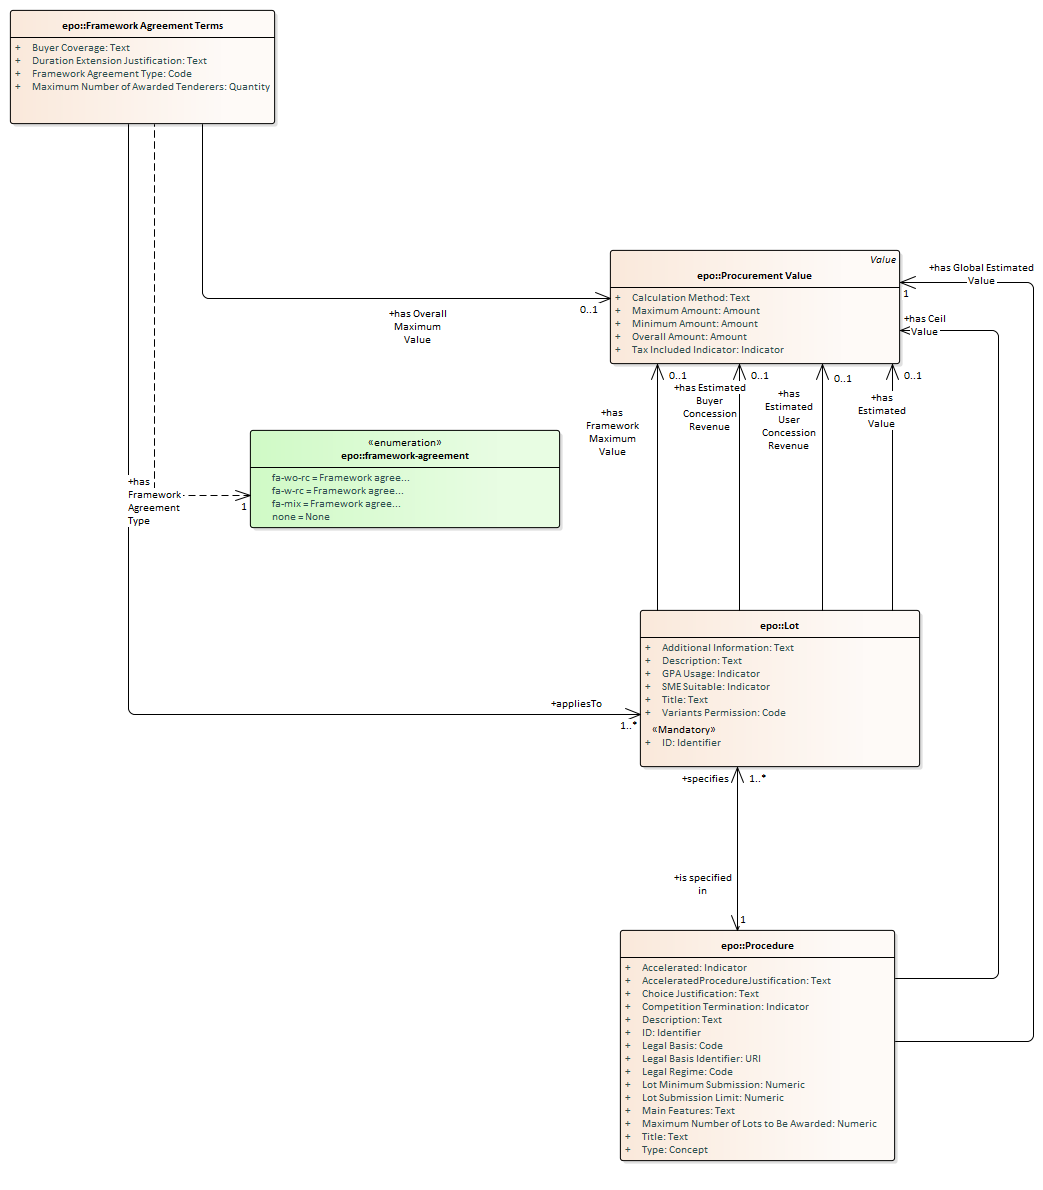 epo::Framework Agreement Terms
+ Buyer Coverage: Text
+ Duration Extension Justification: Text
+ Framework Agreement Type: Code
+ Maximum Number of Awarded Tenderers: Quantity
Value
epo::Procurement Value
+ Calculation Method: Text
+ Maximum Amount: Amount
+ Minimum Amount: Amount
+ Overall Amount: Amount
+ Tax Included Indicator: Indicator
+has Global Estimated
Value
1
+has Ceil
Value
+has Overall
Maximum
Value
0..1
0..1
+has
Framework
Maximum
Value
0..1
+has Estimated
Buyer
Concession
Revenue
0..1
+has
Estimated
User
Concession
Revenue
0..1
+has
Estimated
Value
«enumeration»
epo::framework-agreement
fa-wo-rc = Framework agree...
fa-w-rc = Framework agree...
fa-mix = Framework agree...
none = None
+has
Framework
Agreement
Type
1
epo::Lot
+ Additional Information: Text
+ Description: Text
+ GPA Usage: Indicator
+ SME Suitable: Indicator
+ Title: Text
+ Variants Permission: Code
«Mandatory»
+ ID: Identifier
+appliesTo
1..*
+specifies
1..*
+is specified
in
1
epo::Procedure
+ Accelerated: Indicator
+ AcceleratedProcedureJustification: Text
+ Choice Justification: Text
+ Competition Termination: Indicator
+ Description: Text
+ ID: Identifier
+ Legal Basis: Code
+ Legal Basis Identifier: URI
+ Legal Regime: Code
+ Lot Minimum Submission: Numeric
+ Lot Submission Limit: Numeric
+ Main Features: Text
+ Maximum Number of Lots to Be Awarded: Numeric
+ Title: Text
+ Type: Concept